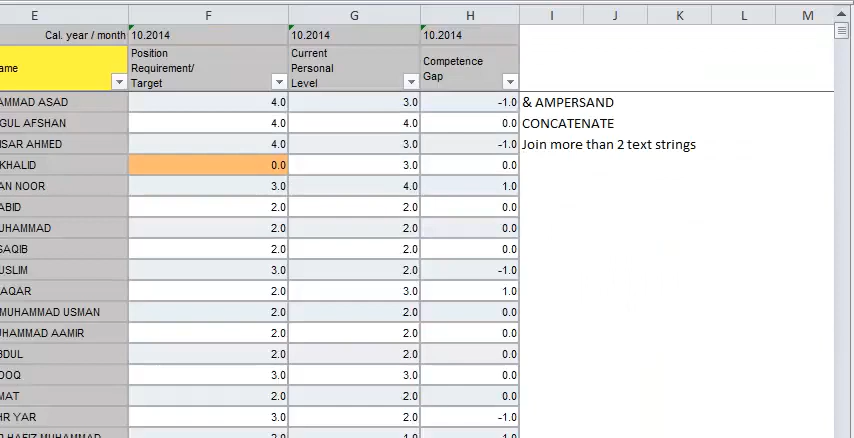 E F G H I J K L M
Cal. year / month 10.2014 10.2014 10.2014
ame Position Requirement/ Target Current Personal Level Competence Gap
AMMAD ASAD 4.0 3.0 -1.0 & AMPERSAND
GUL AFSHAN 4.0 4.0 0.0 CONCATENATE
SAR AHMED 4.0 3.0 -1.0 Join more than 2 text strings
KHALID 0.0 3.0 0.0
AN NOOR 3.0 4.0 1.0
ABID 2.0 2.0 0.0
UHAMMAD 2.0 2.0 0.0
SAQIB 2.0 2.0 0.0
USLIM 3.0 2.0 -1.0
AQAR 2.0 3.0 1.0
MUHAMMAD USMAN 2.0 2.0 0.0
UHAMMAD AAMIR 2.0 2.0 0.0
BDUL 2.0 2.0 0.0
OOQ 3.0 3.0 0.0
MAT 2.0 2.0 0.0
HR YAR 3.0 2.0 -1.0
HAFIZ MUHAMMAD